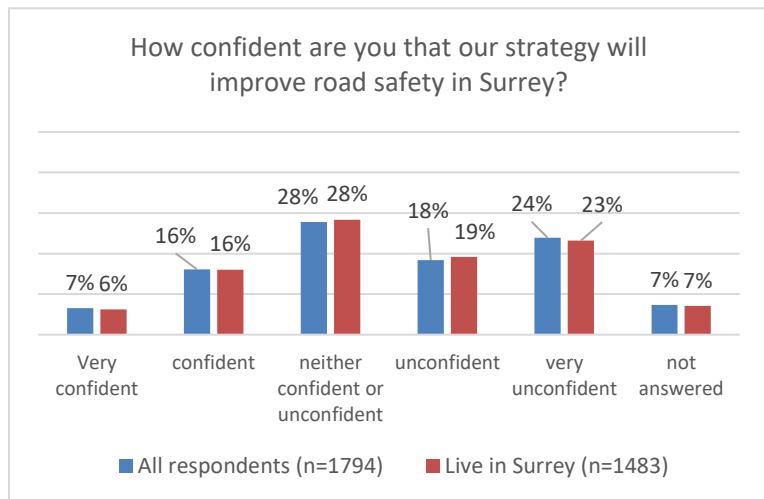 How confident are you that our strategy will
improve road safety in Surrey?
28% 28%
24% 23%
18% 19%
16% 16%
7% 6%
7% 7%
Very confident neither unconfident very not
confident confident or unconfident answered
unconfident
All respondents (n=1794) Live in Surrey (n=1483)